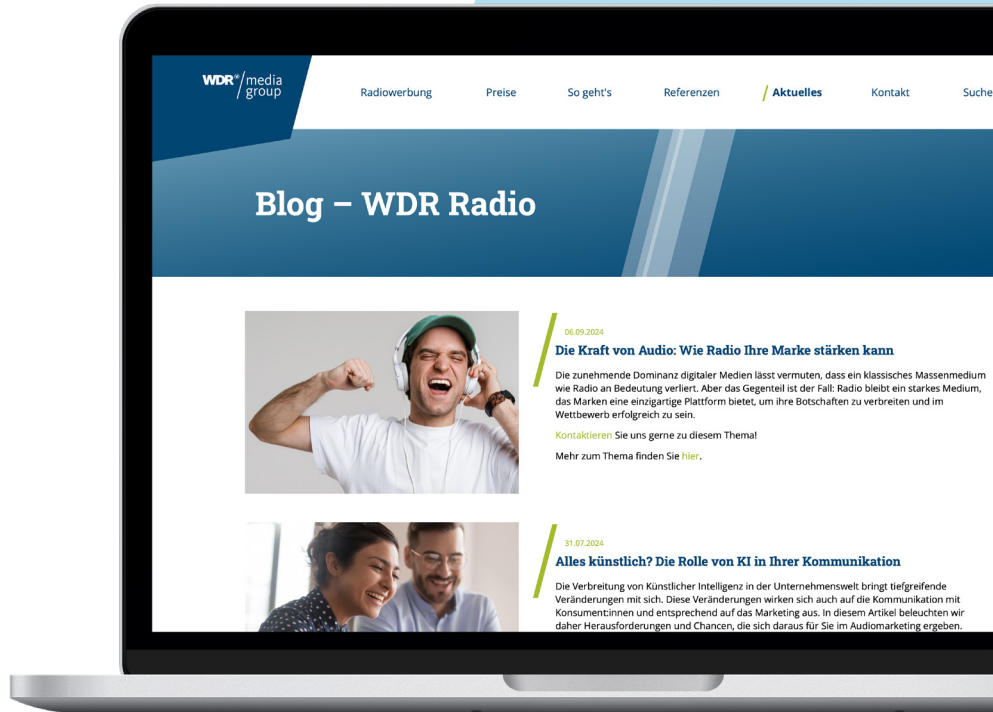 WDR® media
group
Radiowerbung Preise So geht's Referenzen Aktuelles Kontakt Suche
Blog – WDR Radio
06.09.2024
Die Kraft von Audio: Wie Radio Ihre Marke stärken kann
Die zunehmende Dominanz digitaler Medien lässt vermuten, dass ein klassisches Massenmedium
wie Radio an Bedeutung verliert. Aber das Gegenteil ist der Fall: Radio bleibt ein starkes Medium,
das Marken eine einzigartige Plattform bietet, um ihre Botschaften zu verbreiten und im
Wettbewerb erfolgreich zu sein.
Kontaktieren Sie uns gerne zu diesem Thema!
Mehr zum Thema finden Sie hier.
31.07.2024
Alles künstlich? Die Rolle von KI in Ihrer Kommunikation
Die Verbreitung von Künstlicher Intelligenz in der Unternehmenswelt bringt tiefgreifende
Veränderungen mit sich. Diese Veränderungen wirken sich auch auf die Kommunikation mit
Konsument:innen und entsprechend auf das Marketing aus. In diesem Artikel beleuchten wir
daher Herausforderungen und Chancen, die sich daraus für Sie im Audiomarketing ergeben.